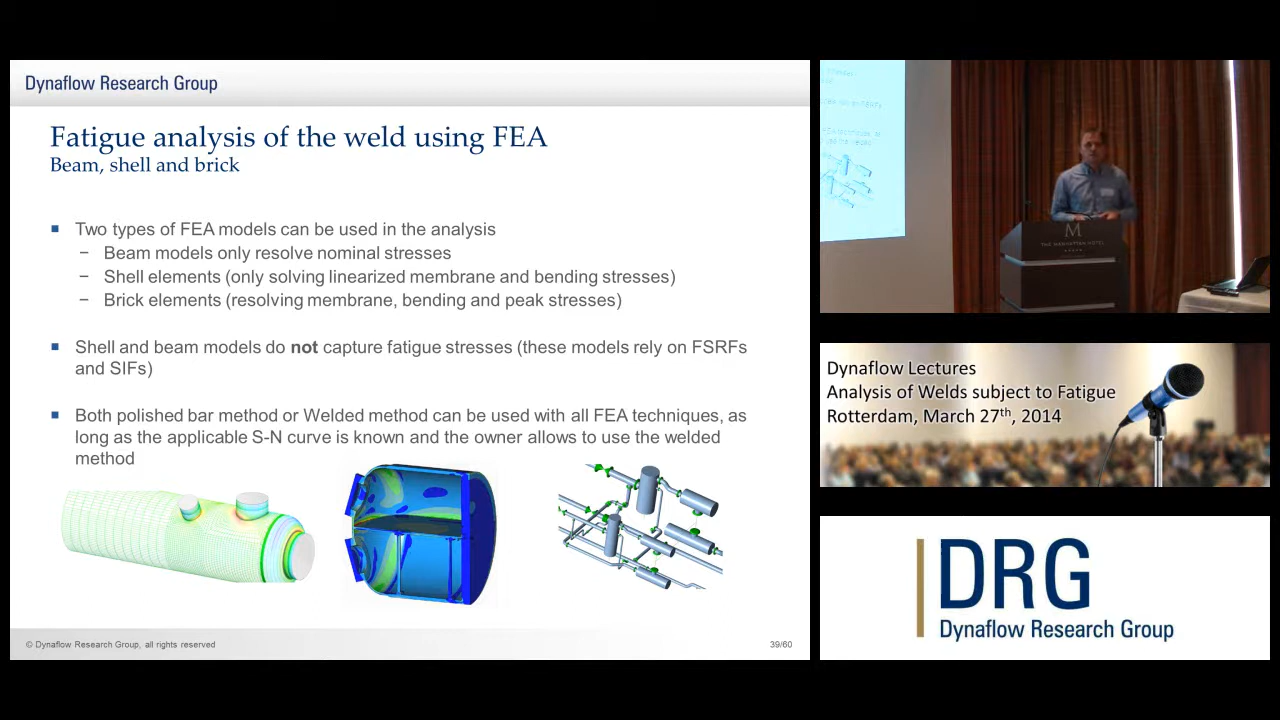 Dynaflow Research Group
Fatigue analysis of the weld using FEA
Beam, shell and brick
Two types of FEA models can be used in the analysis
− Beam models only resolve nominal stresses
− Shell elements (only solving linearized membrane and bending stresses)
− Brick elements (resolving membrane, bending and peak stresses)
Shell and beam models do not capture fatigue stresses (these models rely on FSRFs
and SIFs)
Both polished bar method or Welded method can be used with all FEA techniques, as
long as the applicable S-N curve is known and the owner allows to use the welded
method
© Dynaflow Research Group, all rights reserved
39/60
M
THE MANHATTAN HOTEL
Dynaflow Lectures
Analysis of Welds subject to Fatigue
Rotterdam, March 27th, 2014
DRG
Dynaflow Research Group